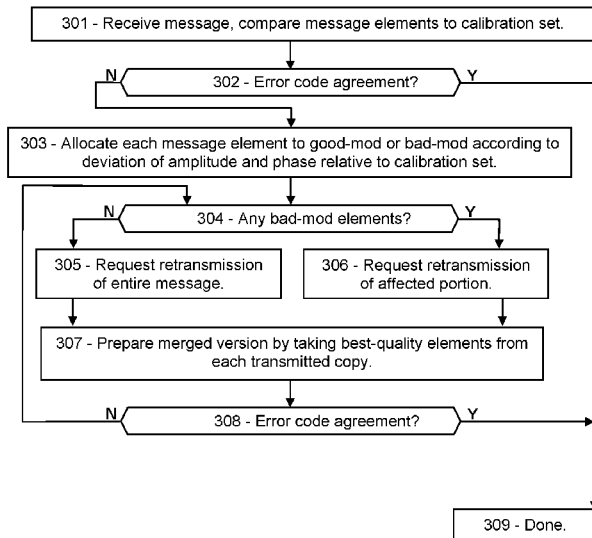 301 - Receive message, compare message elements to calibration set.
N
302 - Error code agreement?
Y
303 - Allocate each message element to good-mod or bad-mod according to
deviation of amplitude and phase relative to calibration set.
N
304 - Any bad-mod elements?
Y
305 - Request retransmission
of entire message.
306 - Request retransmission
of affected portion.
307 - Prepare merged version by taking best-quality elements from
each transmitted copy.
N
308 - Error code agreement?
Y
309 - Done.